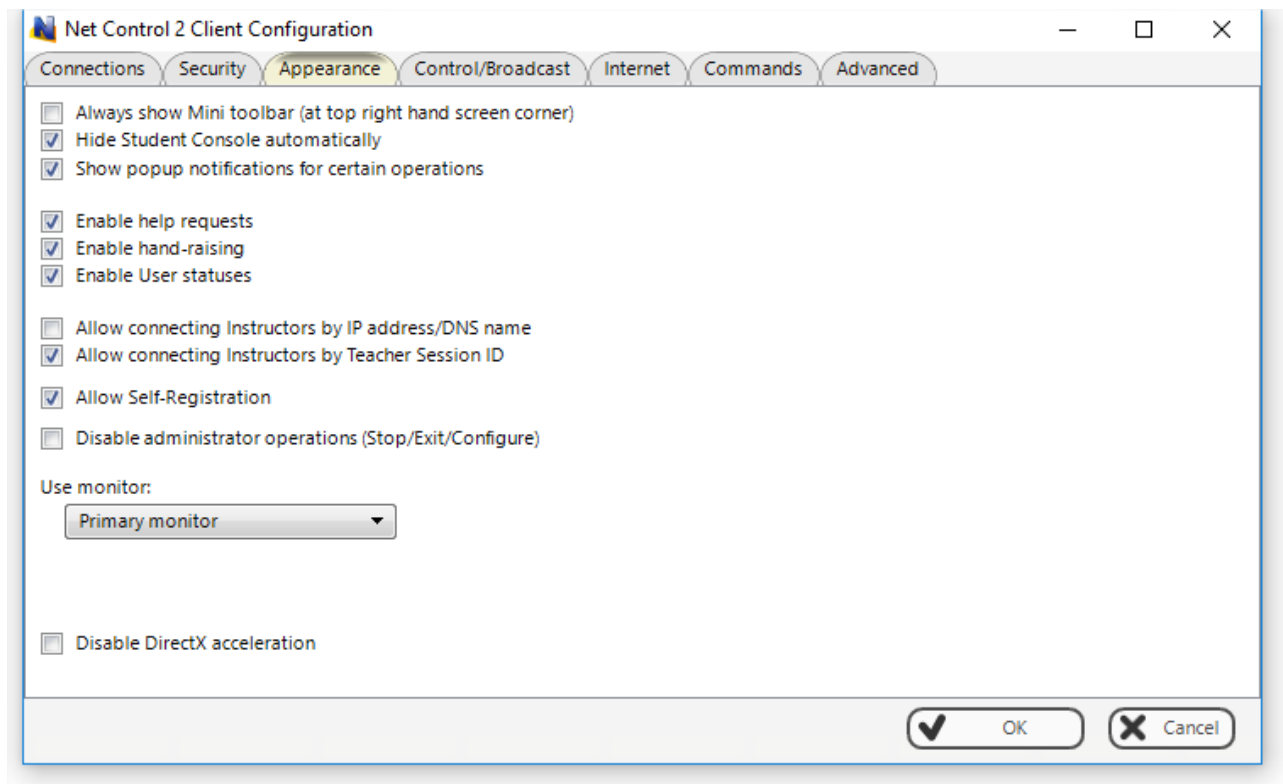 Net Control 2 Client Configuration
Connections Security Appearance Control/Broadcast Internet Commands Advanced
Always show Mini toolbar (at top right hand screen corner)
Hide Student Console automatically
Show popup notifications for certain operations
Enable help requests
Enable hand-raising
Enable User statuses
Allow connecting Instructors by IP address/DNS name
Allow connecting Instructors by Teacher Session ID
Allow Self-Registration
Disable administrator operations (Stop/Exit/Configure)
Use monitor:
Primary monitor
Disable DirectX acceleration
OK Cancel